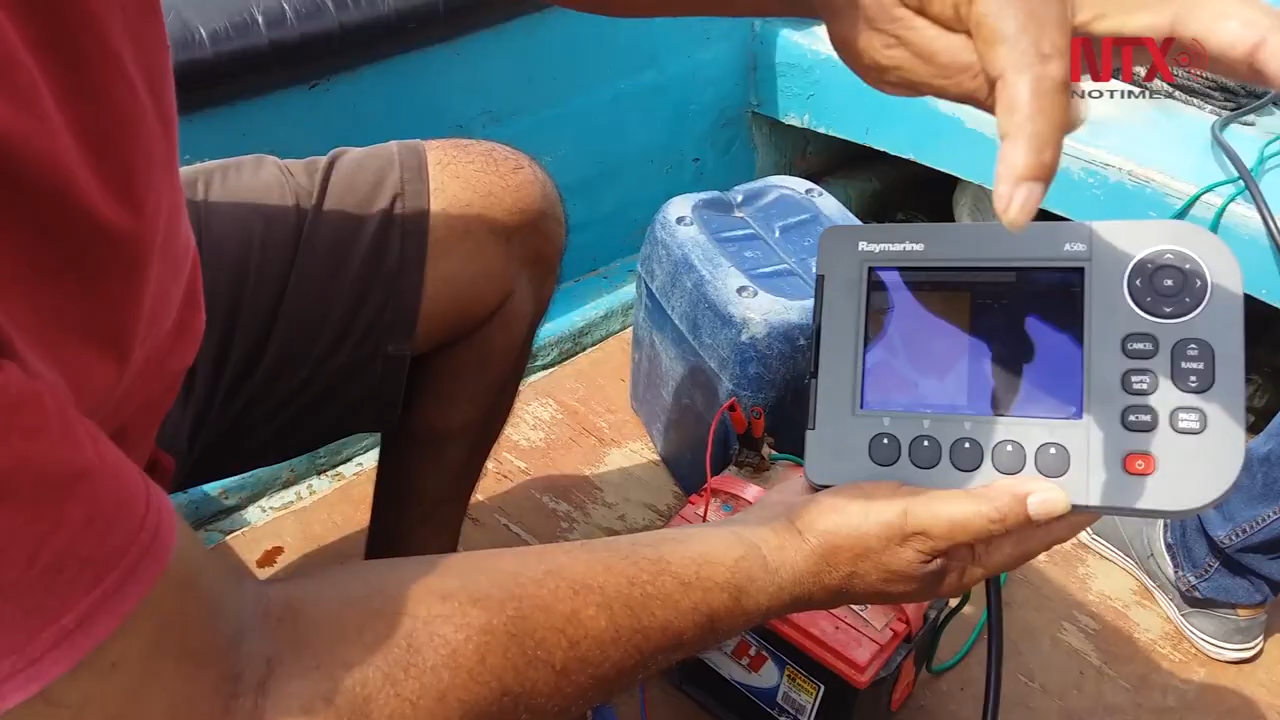 NTX
NOTIMEX
Raymarine
A50D
OK
CANCEL
OUT
RANGE
IN
WPTS
MOB
ACTIVE
PAGE/
MENU
H